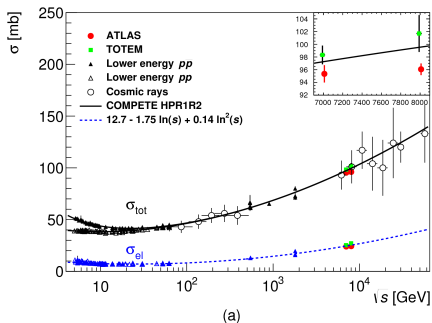 σ [mb]
250
200
150
100
50
0
ATLAS
TOTEM
Lower energy pp
Lower energy pp
Cosmic rays
COMPETE HPR1R2
12.7 - 1.75 ln(s) + 0.14 ln²(s)
104
102
100
98
96
94
92
7000 7200 7400 7600 7800 8000
σtot
σel
10 10² 10³ 10⁴
√s [GeV]
(a)